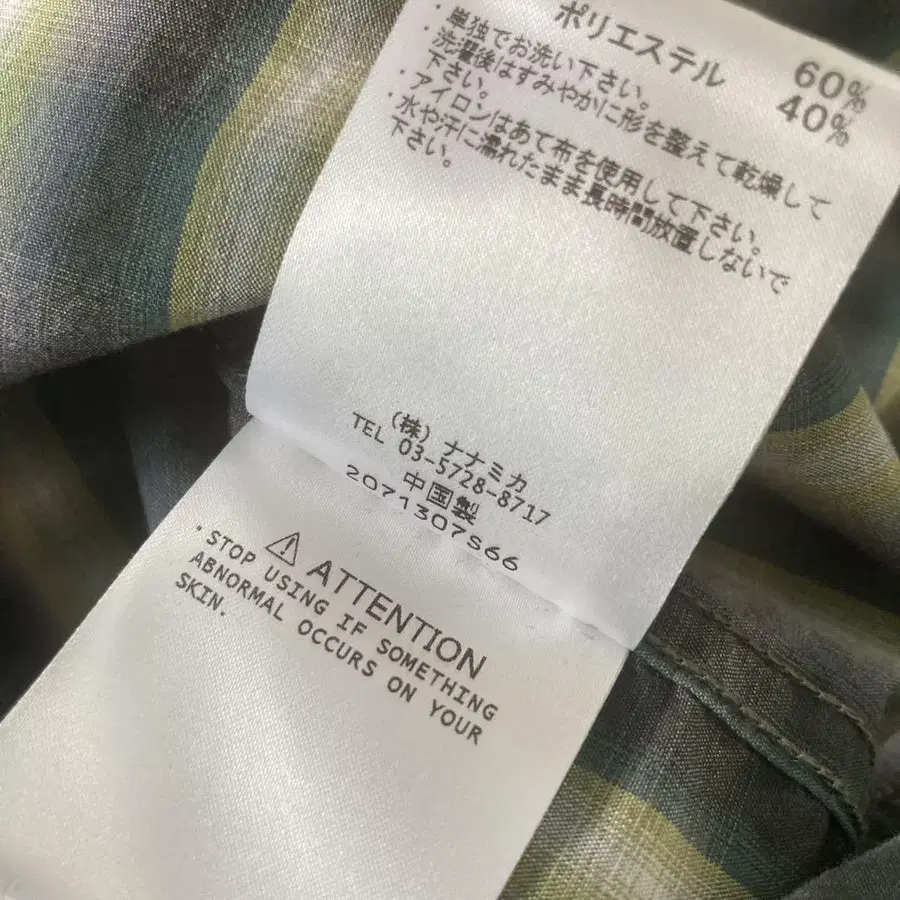 60%
ポリエステル 40%
・単独でお洗い下さい。
・洗濯後はすみやかに形を整えて乾燥して
下さい。
・アイロンはあて布を使用して下さい。
・水や汗に濡れたまま長時間放置しないで
下さい。
(株) ナナミカ
TEL 03-5728-8717
中国製
2071307S66
⚠ ATTENTION
・STOP USING IF SOMETHING
ABNORMAL OCCURS ON YOUR
SKIN.